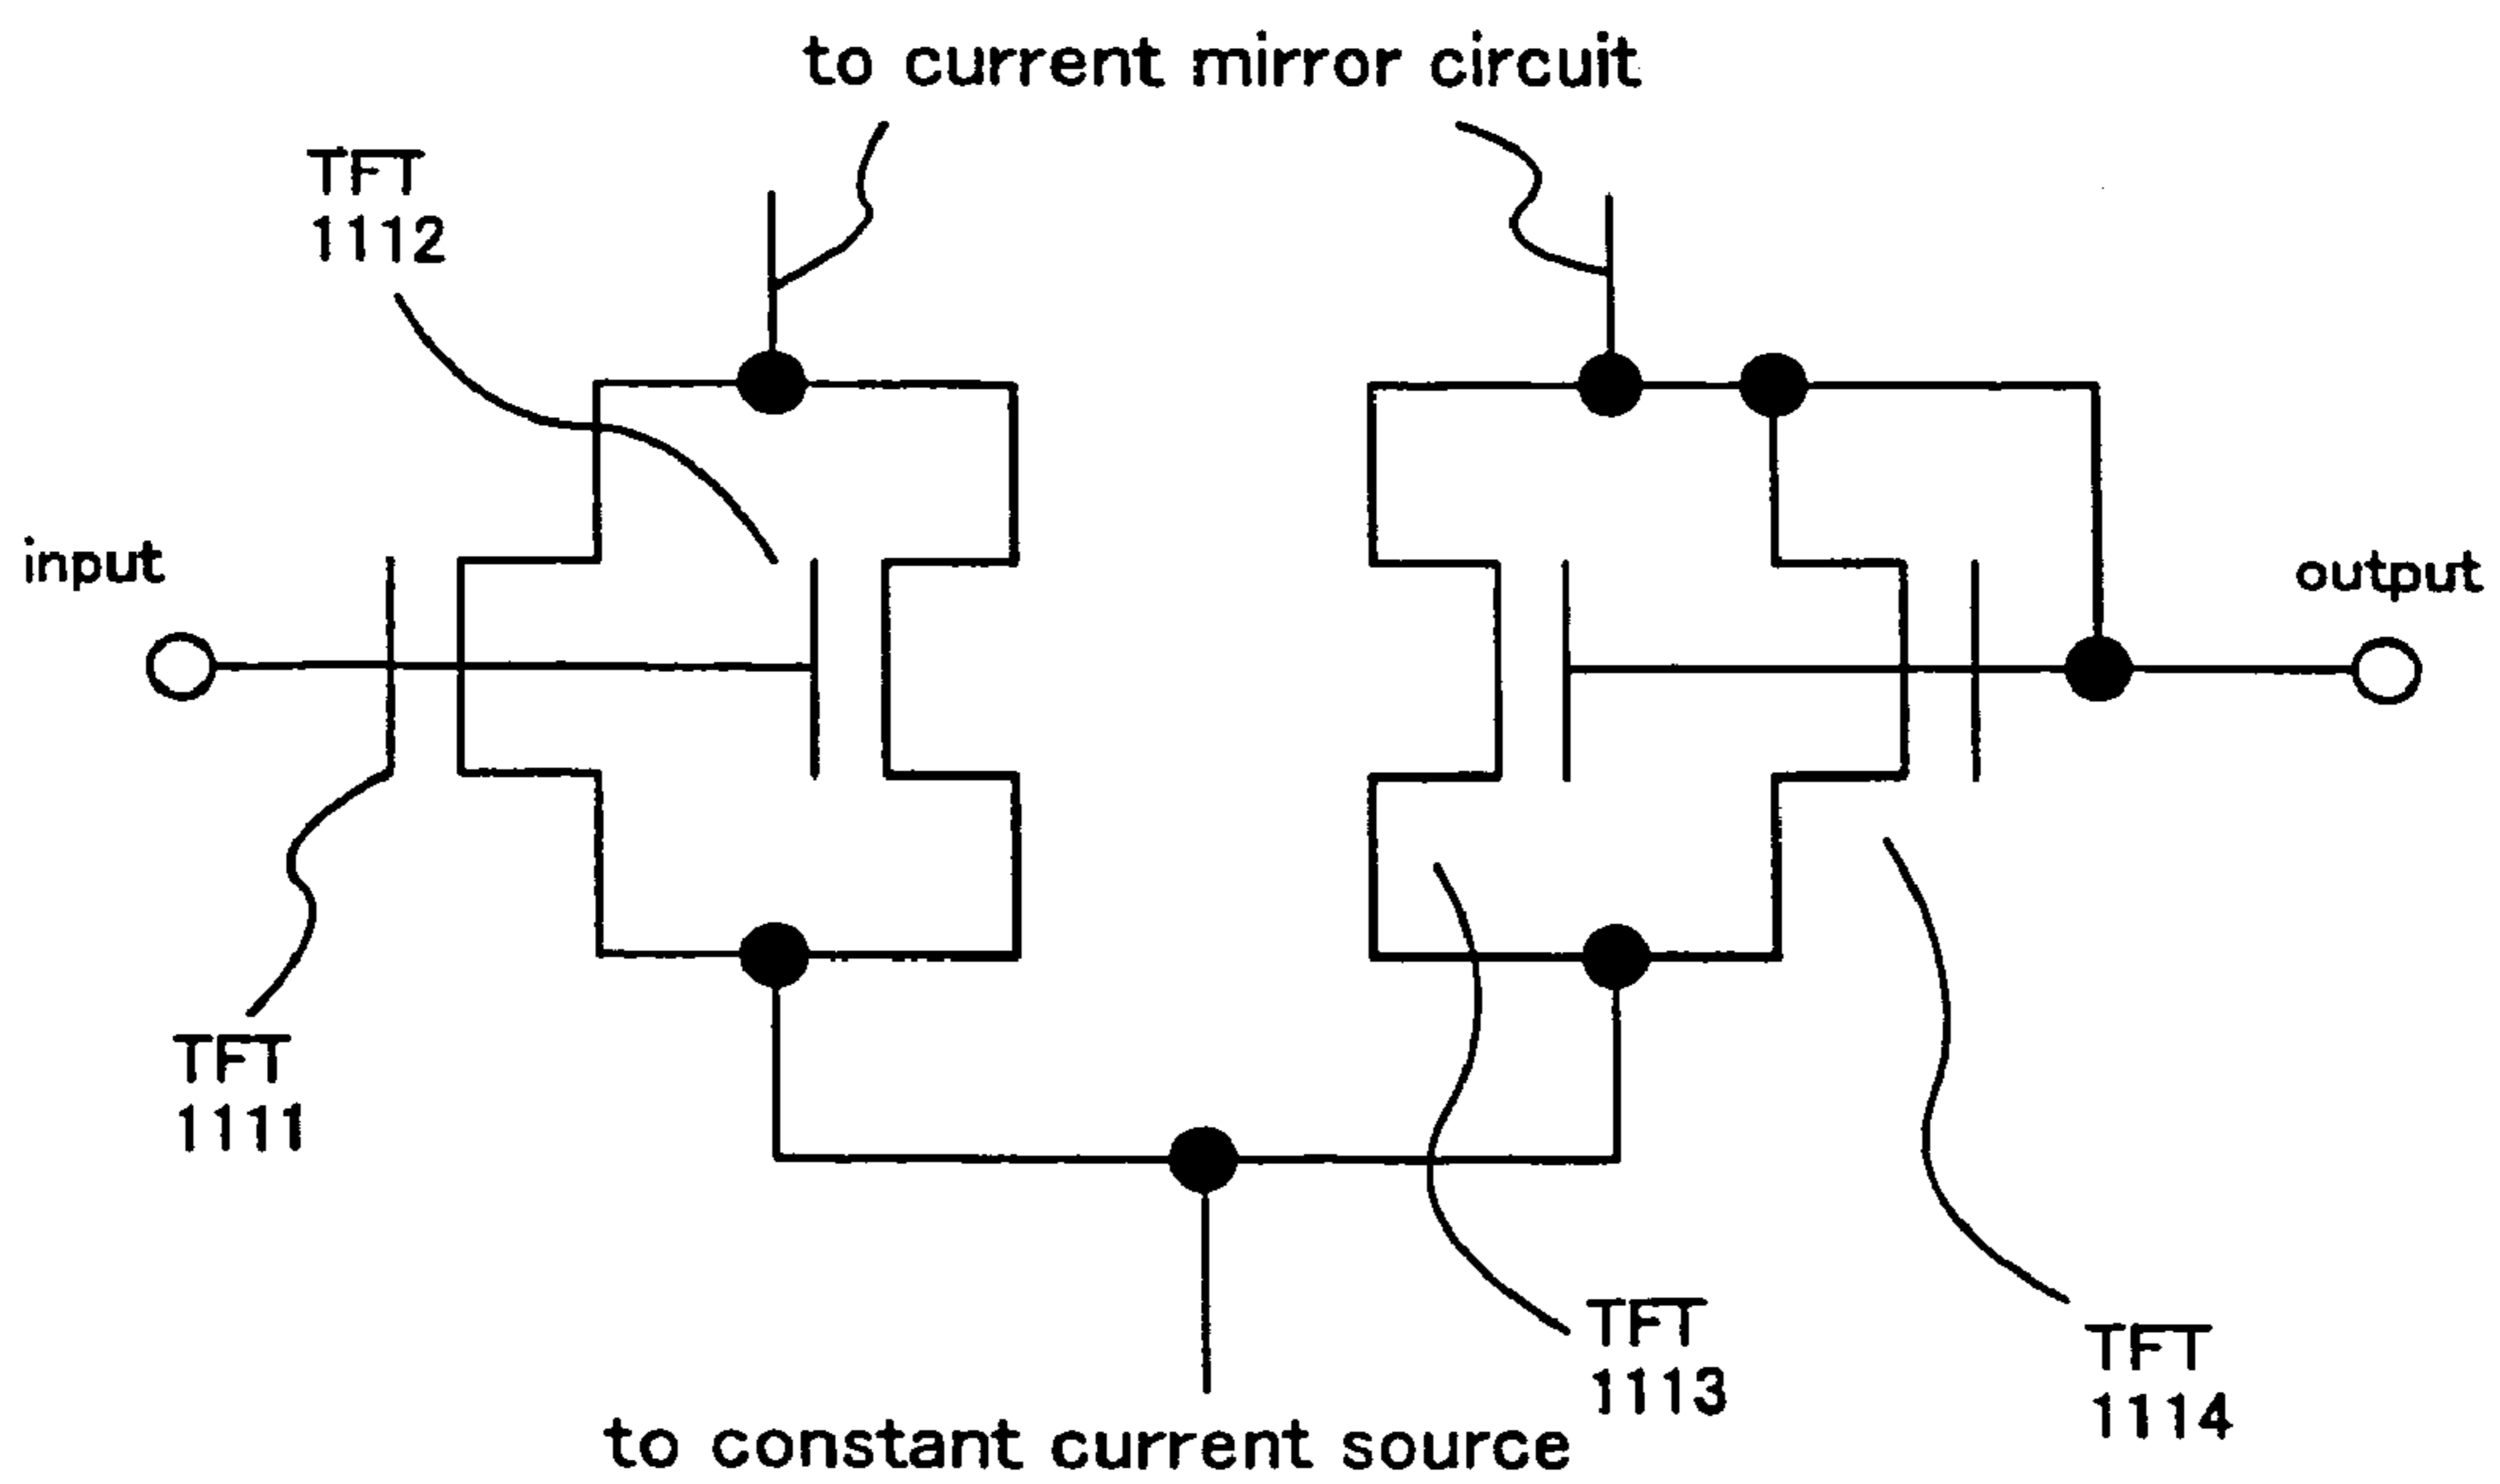 to current mirror circuit
TFT
1112
input
output
TFT
1111
TFT
1113
TFT
1114
to constant current source